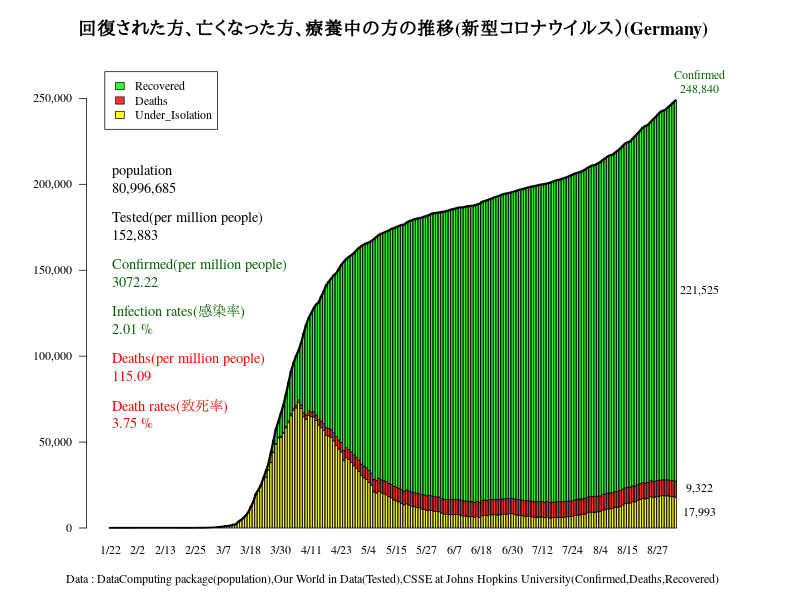 回復された方、亡くなった方、療養中の方の推移(新型コロナウイルス）(Germany)
Confirmed
248,840
Recovered
Deaths
Under_Isolation
250,000
200,000
150,000
100,000
50,000
0
population
80,996,685
Tested(per million people)
152,883
Confirmed(per million people)
3072.22
Infection rates(感染率)
2.01 %
Deaths(per million people)
115.09
Death rates(致死率)
3.75 %
221,525
9,322
17,993
1/22 2/2 2/13 2/25 3/7 3/18 3/30 4/11 4/23 5/4 5/15 5/27 6/7 6/18 6/30 7/12 7/24 8/4 8/15 8/27
Data : DataComputing package(population),Our World in Data(Tested),CSSE at Johns Hopkins University(Confirmed,Deaths,Recovered)